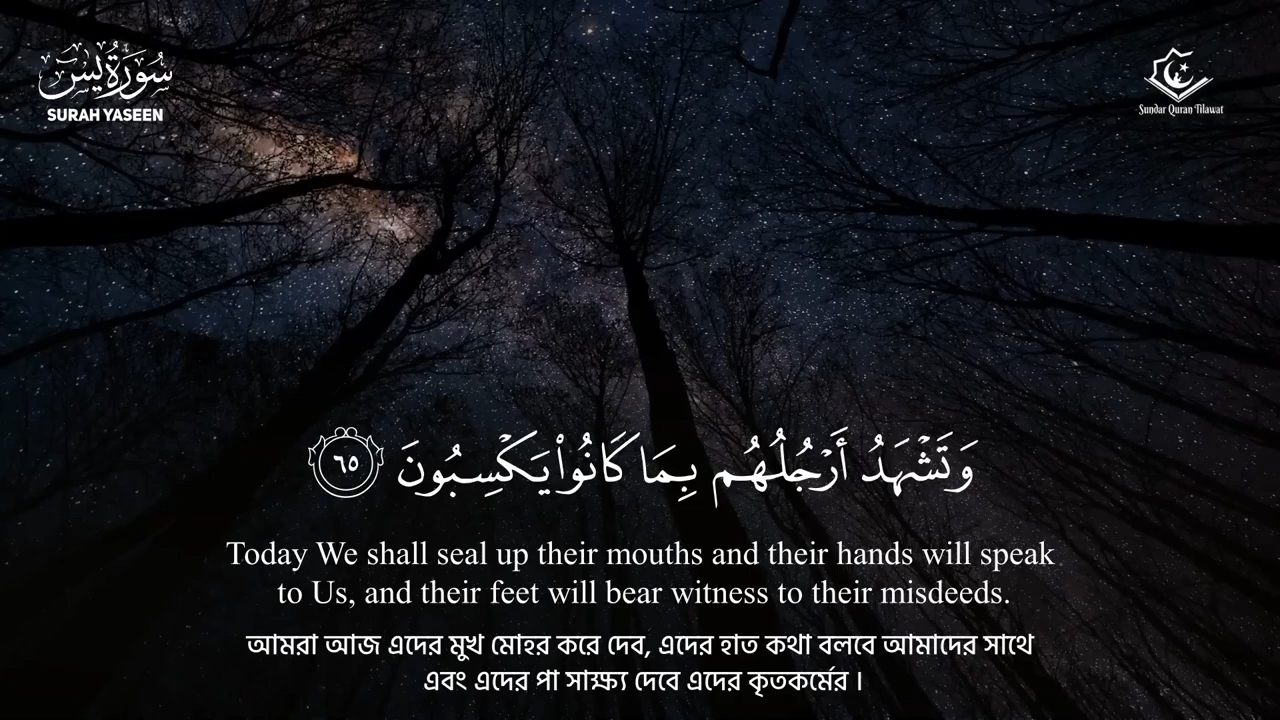 سُورَةُ يس
SURAH YASEEN
Sundar Quran Tilawat
وَتَشْهَدُ أَرْجُلُهُم بِمَا كَانُوا۟ يَكْسِبُونَ ٦٥
Today We shall seal up their mouths and their hands will speak
to Us, and their feet will bear witness to their misdeeds.
আমরা আজ এদের মুখ মোহর করে দেব, এদের হাত কথা বলবে আমাদের সাথে
এবং এদের পা সাক্ষ্য দেবে এদের কৃতকর্মের ।